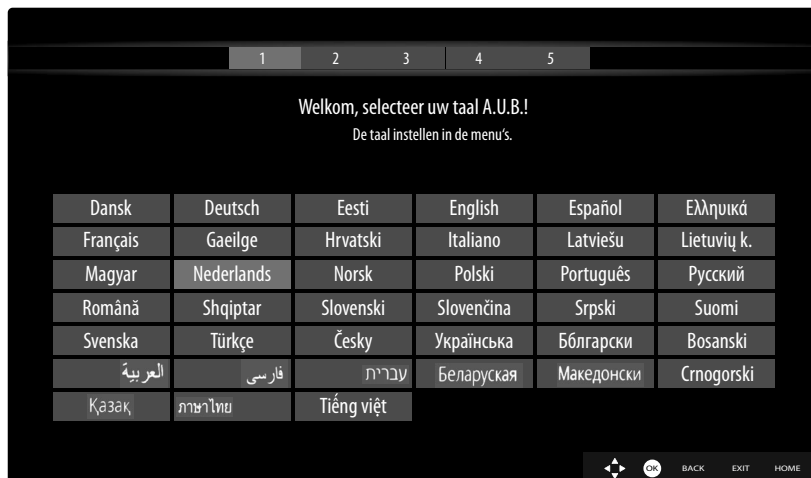 1 2 3 4 5
Welkom, selecteer uw taal A.U.B.!
De taal instellen in de menu's.
Dansk Deutsch Eesti English Español Ελληνικά
Français Gaeilge Hrvatski Italiano Latviešu Lietuvių k.
Magyar Nederlands Norsk Polski Português Русский
Română Shqiptar Slovenski Slovenčina Srpski Suomi
Svenska Türkçe Česky Українська Бблгарски Bosanski
العربية فارسی עברית Беларуская Македонски Crnogorski
Қазақ ภาษาไทย Tiếng việt
OK BACK EXIT HOME